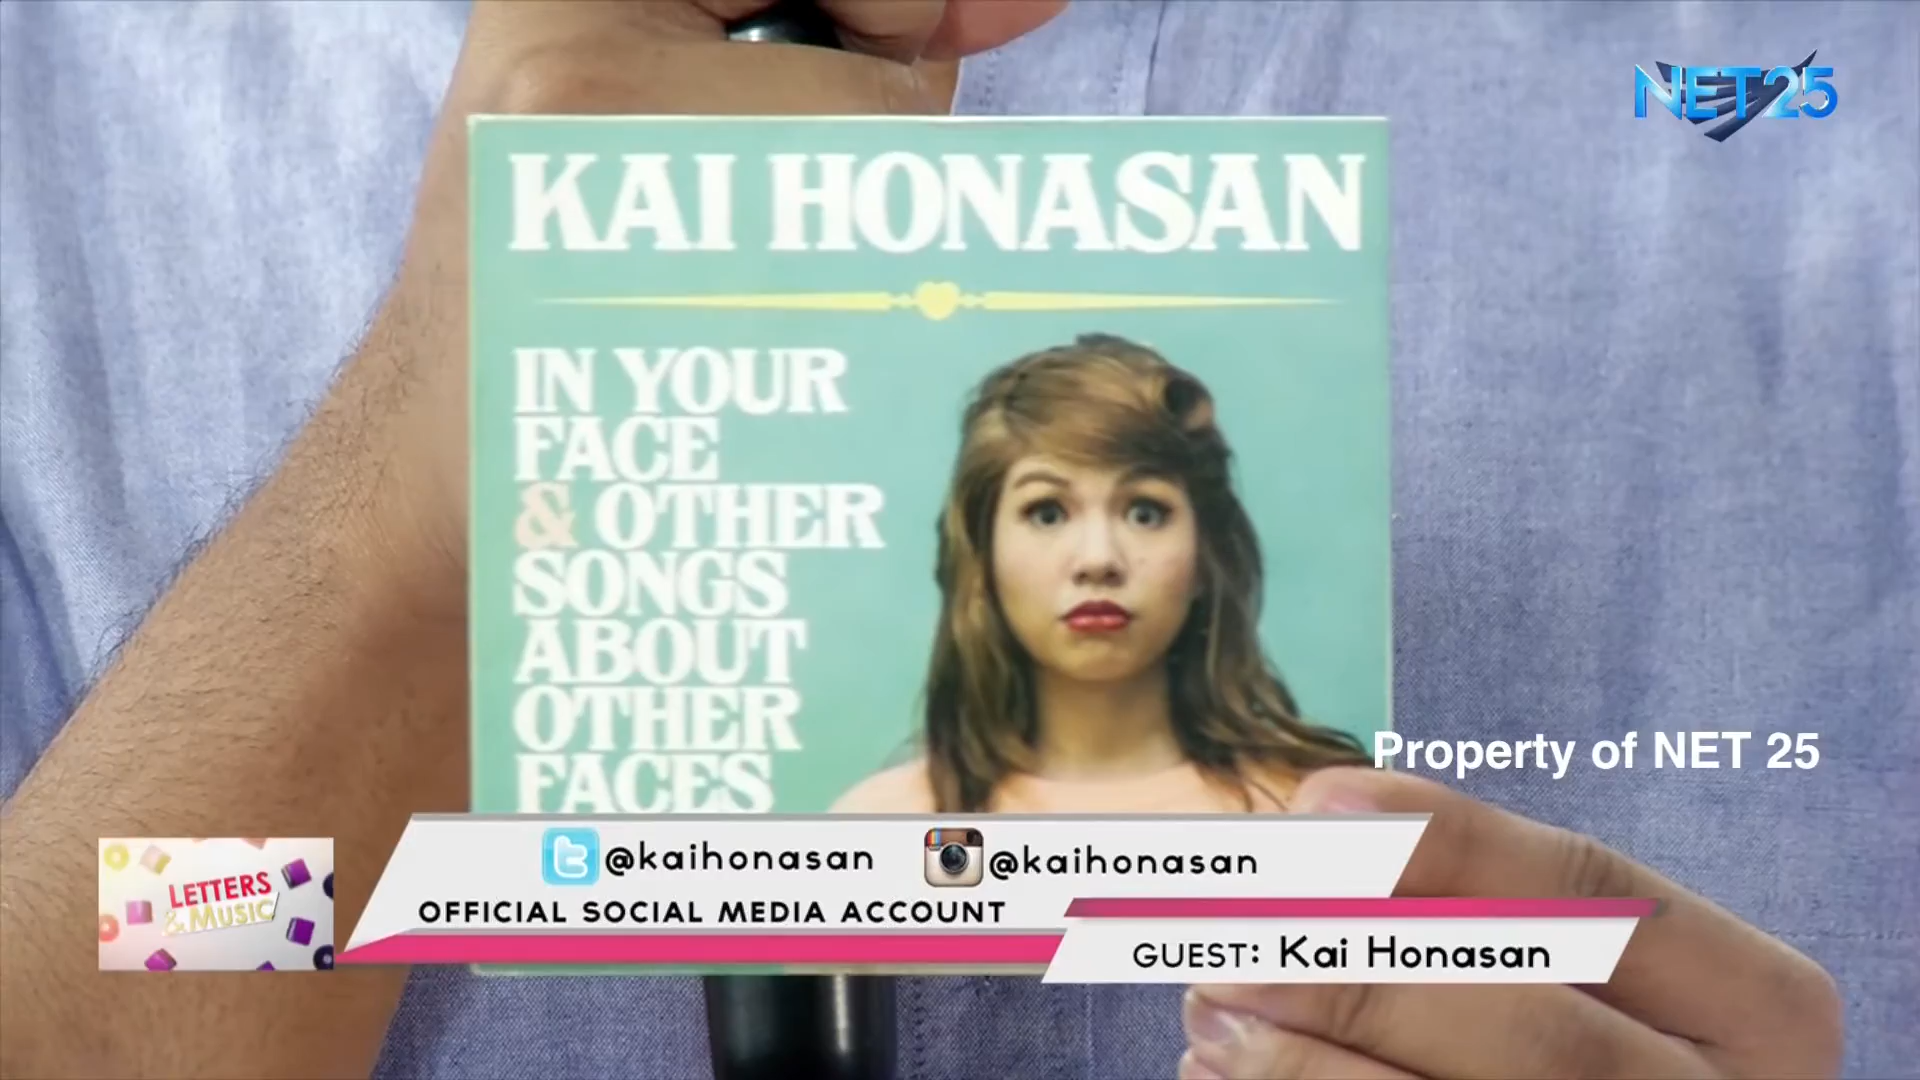 NET25
KAI HONASAN
IN YOUR
FACE
& OTHER
SONGS
ABOUT
OTHER
FACES
Property of NET 25
@kaihonasan @kaihonasan
OFFICIAL SOCIAL MEDIA ACCOUNT
LETTERS
& MUSIC
GUEST: Kai Honasan